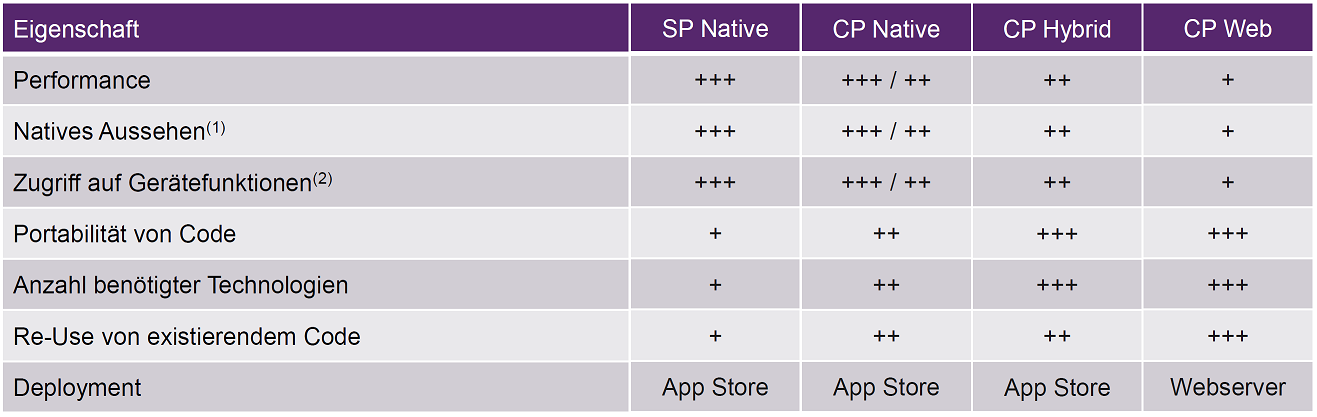 Eigenschaft SP Native CP Native CP Hybrid CP Web
Performance +++ +++ / ++ ++ +
Natives Aussehen(1) +++ +++ / ++ ++ +
Zugriff auf Gerätefunktionen(2) +++ +++ / ++ ++ +
Portabilität von Code + ++ +++ +++
Anzahl benötigter Technologien + ++ +++ +++
Re-Use von existierendem Code + ++ ++ +++
Deployment App Store App Store App Store Webserver